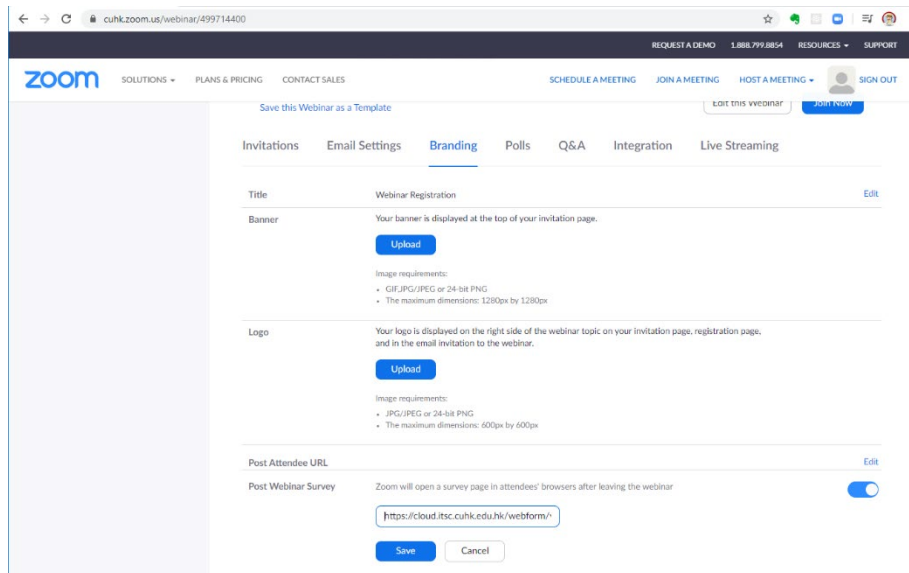 cuhk.zoom.us/webinar/499714400
REQUEST A DEMO 1.888.799.8854 RESOURCES SUPPORT
zoom SOLUTIONS PLANS & PRICING CONTACT SALES SCHEDULE A MEETING JOIN A MEETING HOST A MEETING SIGN OUT
Save this Webinar as a Template Edit this Webinar Join Now
Invitations Email Settings Branding Polls Q&A Integration Live Streaming
Title Webinar Registration Edit
Banner Your banner is displayed at the top of your invitation page.
Upload
Image requirements:
• GIF,JPG/JPEG or 24-bit PNG
• The maximum dimensions: 1280px by 1280px
Logo Your logo is displayed on the right side of the webinar topic on your invitation page, registration page,
and in the email invitation to the webinar.
Upload
Image requirements:
• JPG/JPEG or 24-bit PNG
• The maximum dimensions: 600px by 600px
Post Attendee URL Edit
Post Webinar Survey Zoom will open a survey page in attendees' browsers after leaving the webinar
https://cloud.itsc.cuhk.edu.hk/webform/
Save Cancel